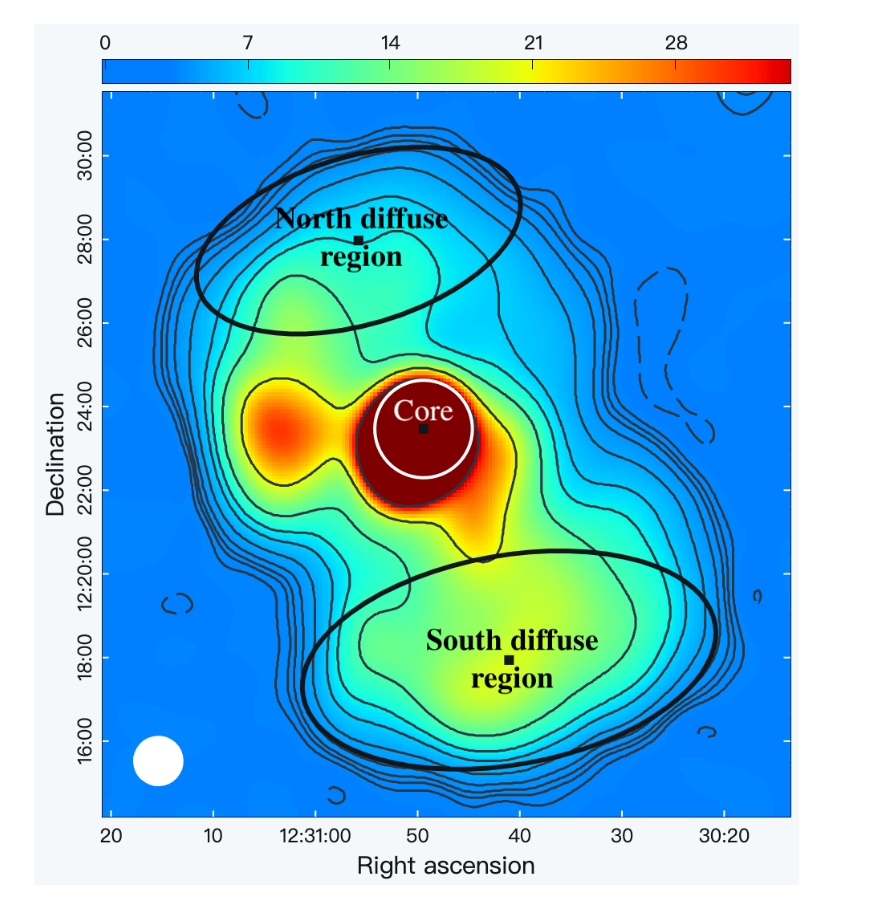 0 7 14 21 28
30:00
28:00
26:00
24:00
22:00
12:20:00
18:00
16:00
Declination
North diffuse
region
Core
South diffuse
region
20 10 12:31:00 50 40 30 30:20
Right ascension